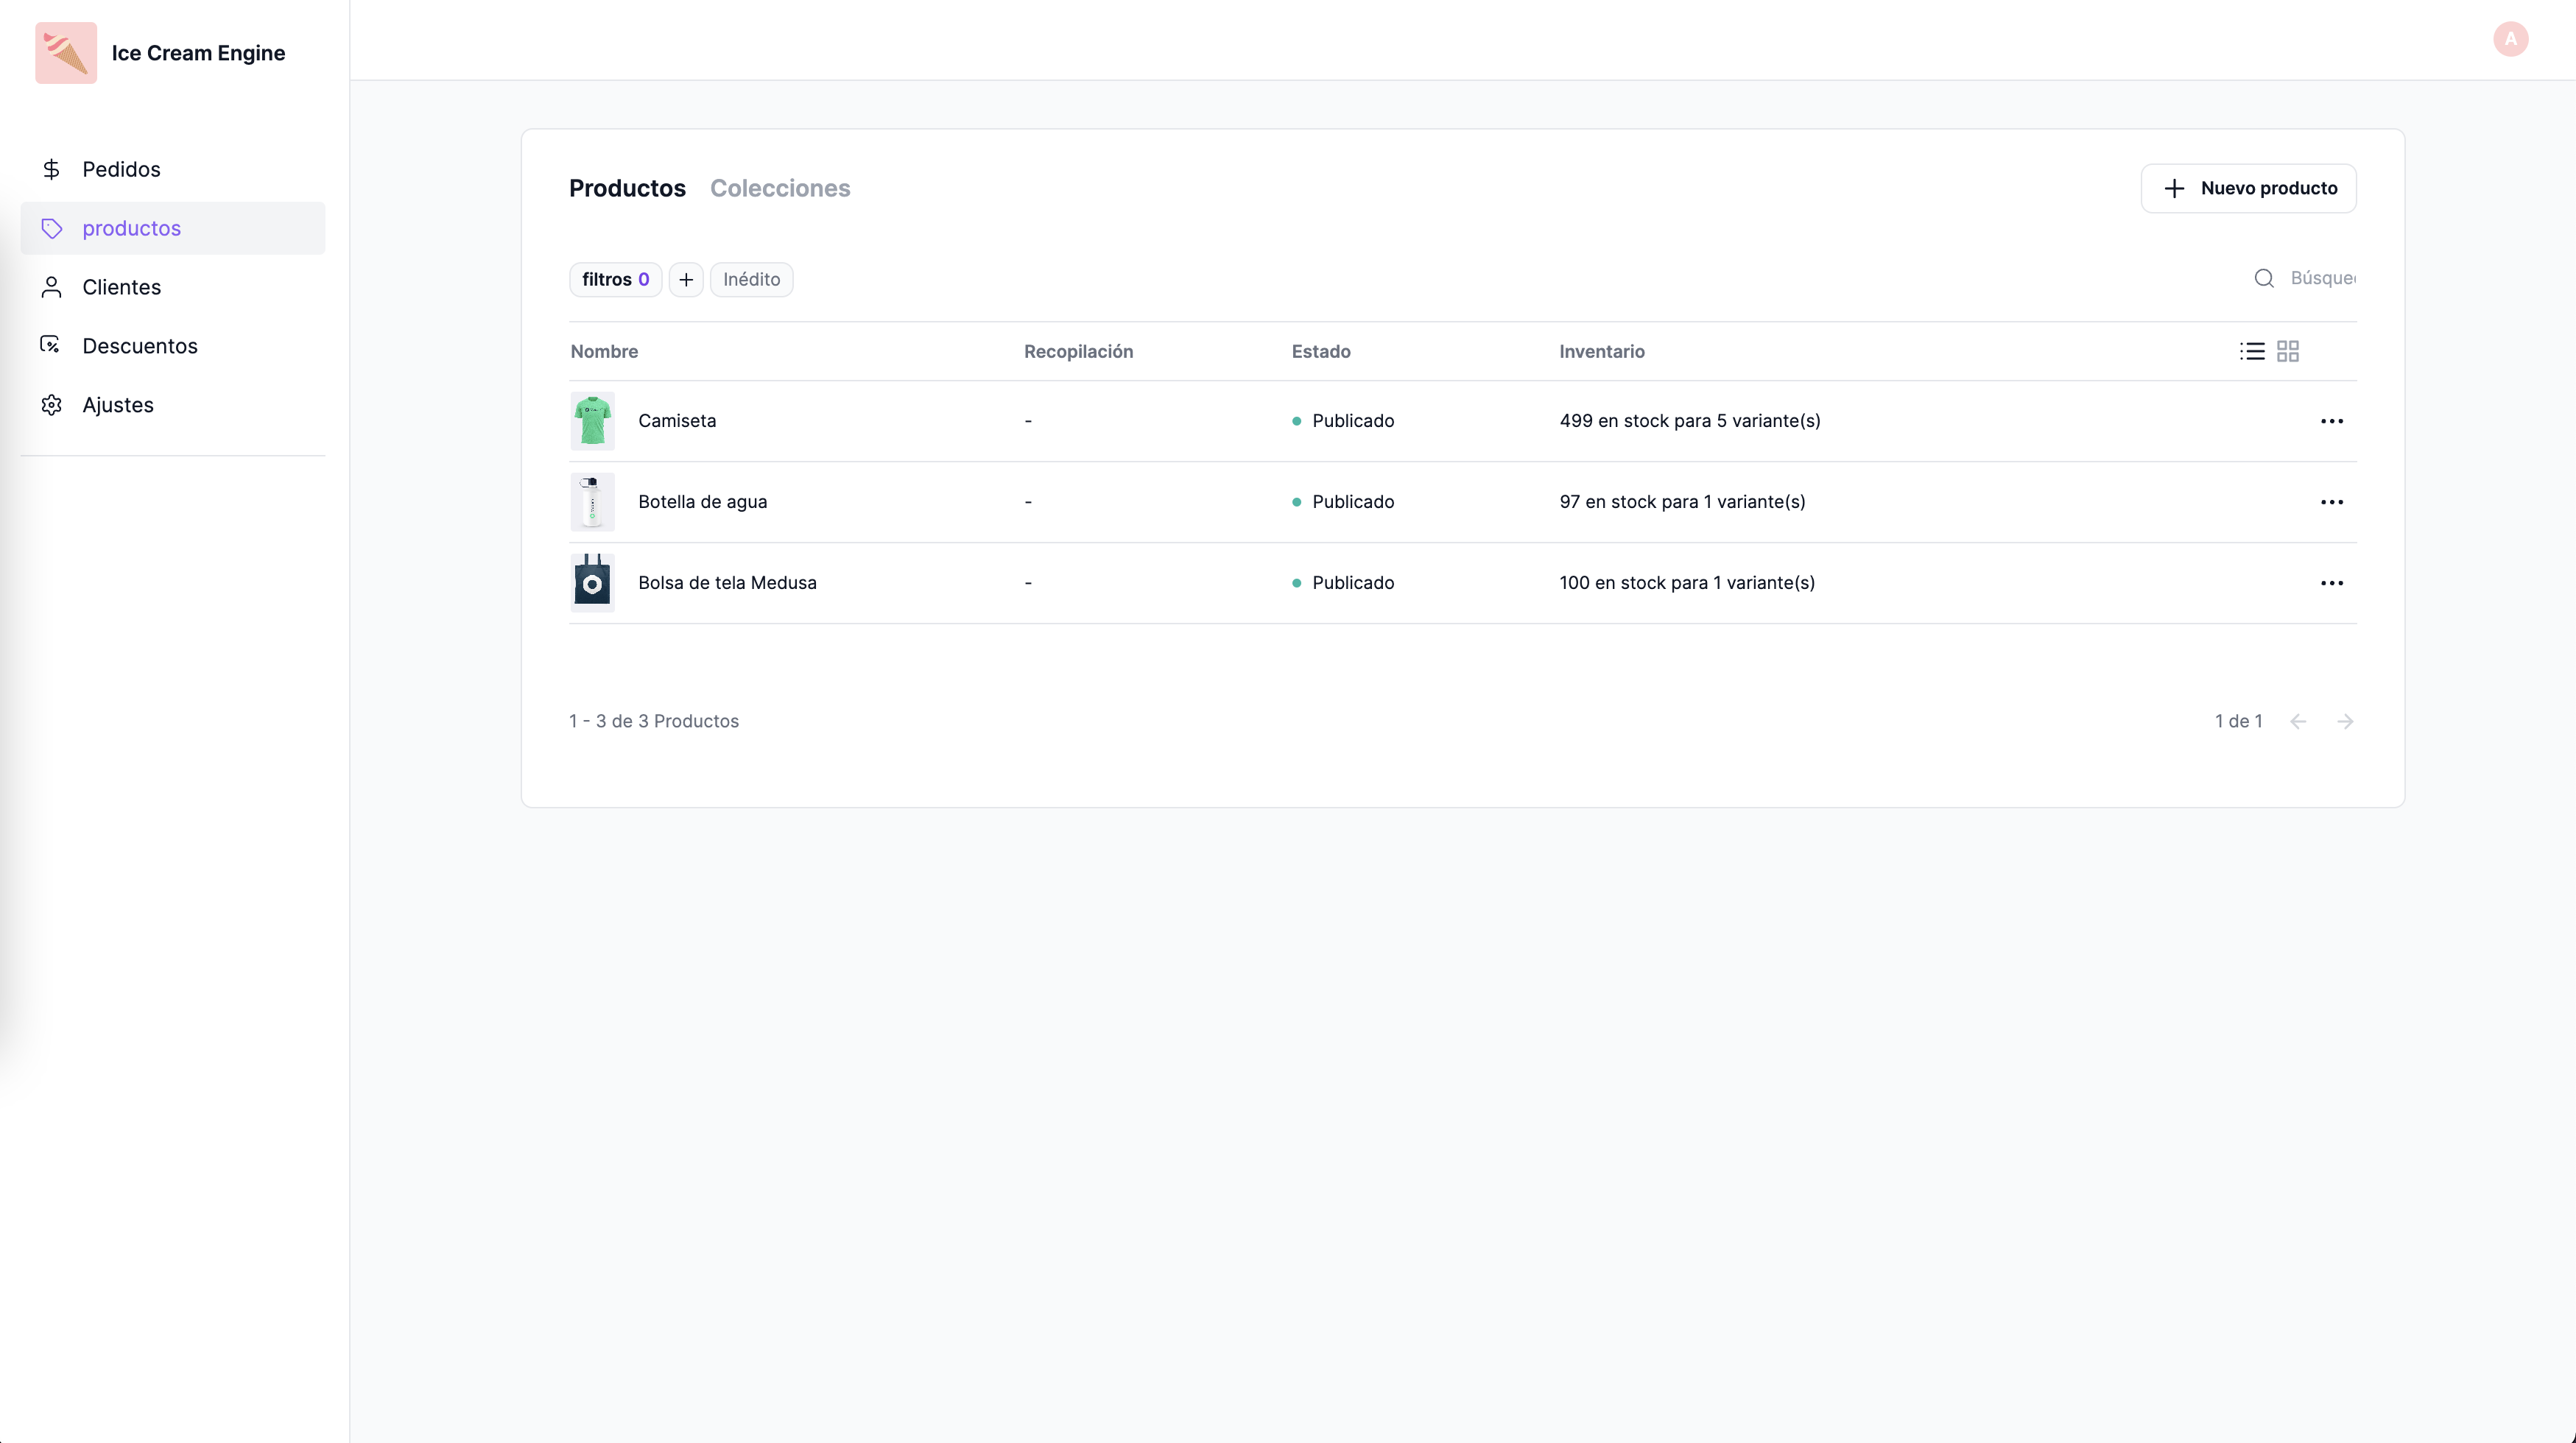 Ice Cream Engine
A
Pedidos
productos
Clientes
Descuentos
Ajustes
Productos Colecciones
Nuevo producto
filtros 0 + Inédito
Nombre Recopilación Estado Inventario
Camiseta - Publicado 499 en stock para 5 variante(s)
Botella de agua - Publicado 97 en stock para 1 variante(s)
Bolsa de tela Medusa - Publicado 100 en stock para 1 variante(s)
1 - 3 de 3 Productos
1 de 1